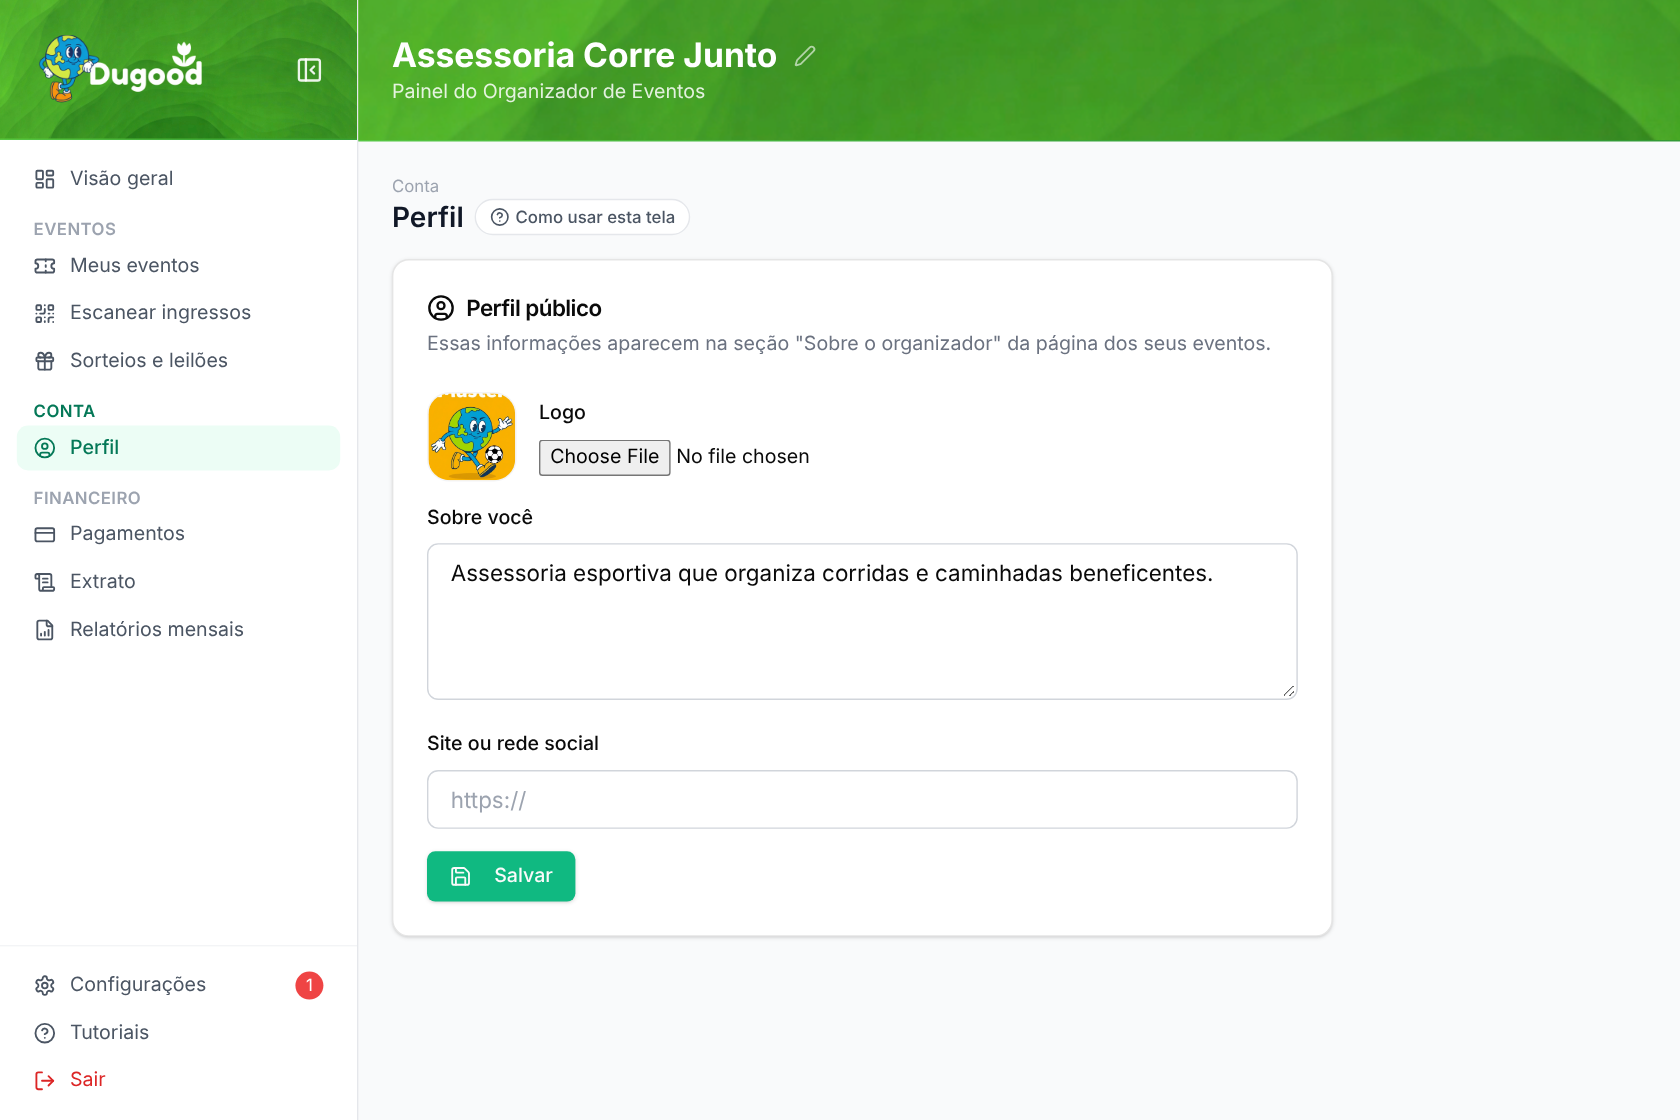 Dugood
Assessoria Corre Junto
Painel do Organizador de Eventos
Visão geral
EVENTOS
Meus eventos
Escanear ingressos
Sorteios e leilões
CONTA
Perfil
FINANCEIRO
Pagamentos
Extrato
Relatórios mensais
Configurações 1
Tutoriais
Sair
Conta
Perfil
Como usar esta tela
Perfil público
Essas informações aparecem na seção "Sobre o organizador" da página dos seus eventos.
Logo
Choose File No file chosen
Sobre você
Assessoria esportiva que organiza corridas e caminhadas beneficentes.
Site ou rede social
https://
Salvar